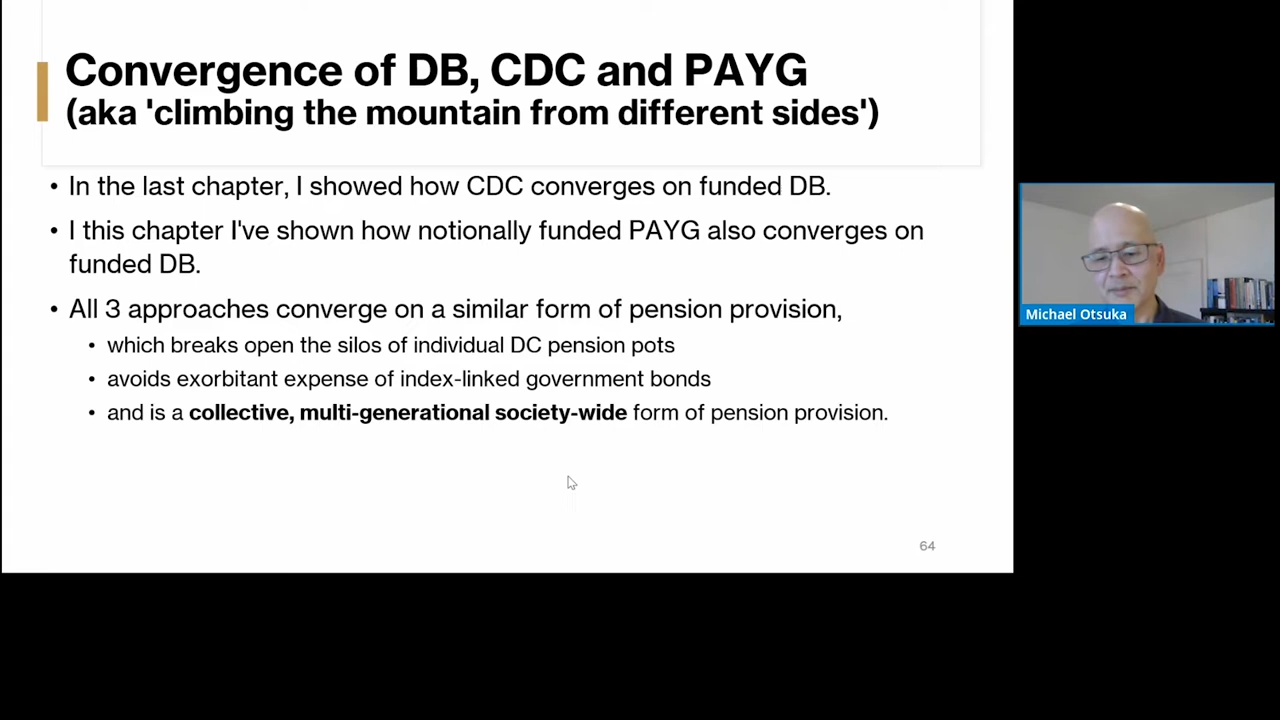 Convergence of DB, CDC and PAYG
(aka 'climbing the mountain from different sides')
• In the last chapter, I showed how CDC converges on funded DB.
• I this chapter I've shown how notionally funded PAYG also converges on
funded DB.
• All 3 approaches converge on a similar form of pension provision,
• which breaks open the silos of individual DC pension pots
• avoids exorbitant expense of index-linked government bonds
• and is a collective, multi-generational society-wide form of pension provision.
64
Michael Otsuka